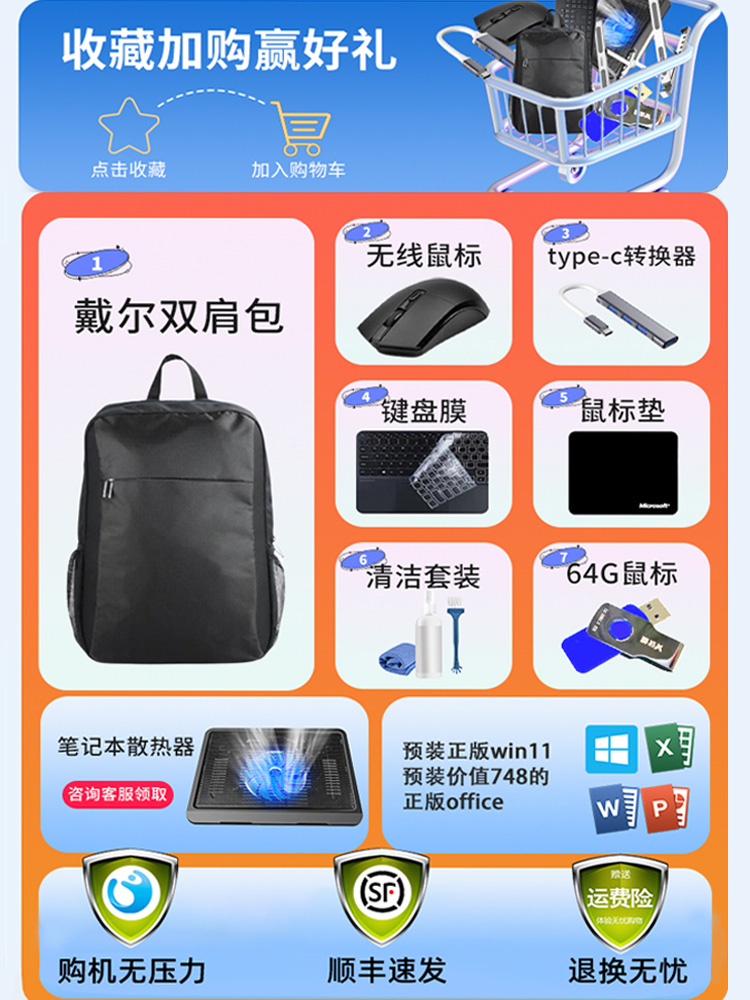 收藏加购赢好礼
点击收藏
加入购物车
1
戴尔双肩包
2
无线鼠标
3
type-c转换器
4
键盘膜
5
鼠标垫
Microsoft
6
清洁套装
7
64G鼠标
笔记本散热器
咨询客服领取
预装正版win11
预装价值748的
正版office
X
W
P
SF
赠送
运费险
体验无忧购物
购机无压力
顺丰速发
退换无忧